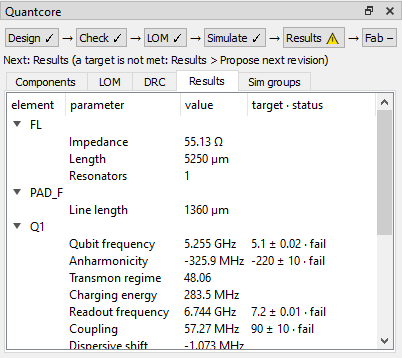 Quantcore
Design ✓ → Check ✓ → LOM ✓ → Simulate ✓ → Results ⚠ → Fab –
Next: Results (a target is not met: Results > Propose next revision)
Components LOM DRC Results Sim groups
element parameter value target · status
FL
Impedance 55.13 Ω
Length 5250 µm
Resonators 1
PAD_F
Line length 1360 µm
Q1
Qubit frequency 5.255 GHz 5.1 ± 0.02 · fail
Anharmonicity -325.9 MHz -220 ± 10 · fail
Transmon regime 48.06
Charging energy 283.5 MHz
Readout frequency 6.744 GHz 7.2 ± 0.01 · fail
Coupling 57.27 MHz 90 ± 10 · fail
Dispersive shift -1.073 MHz